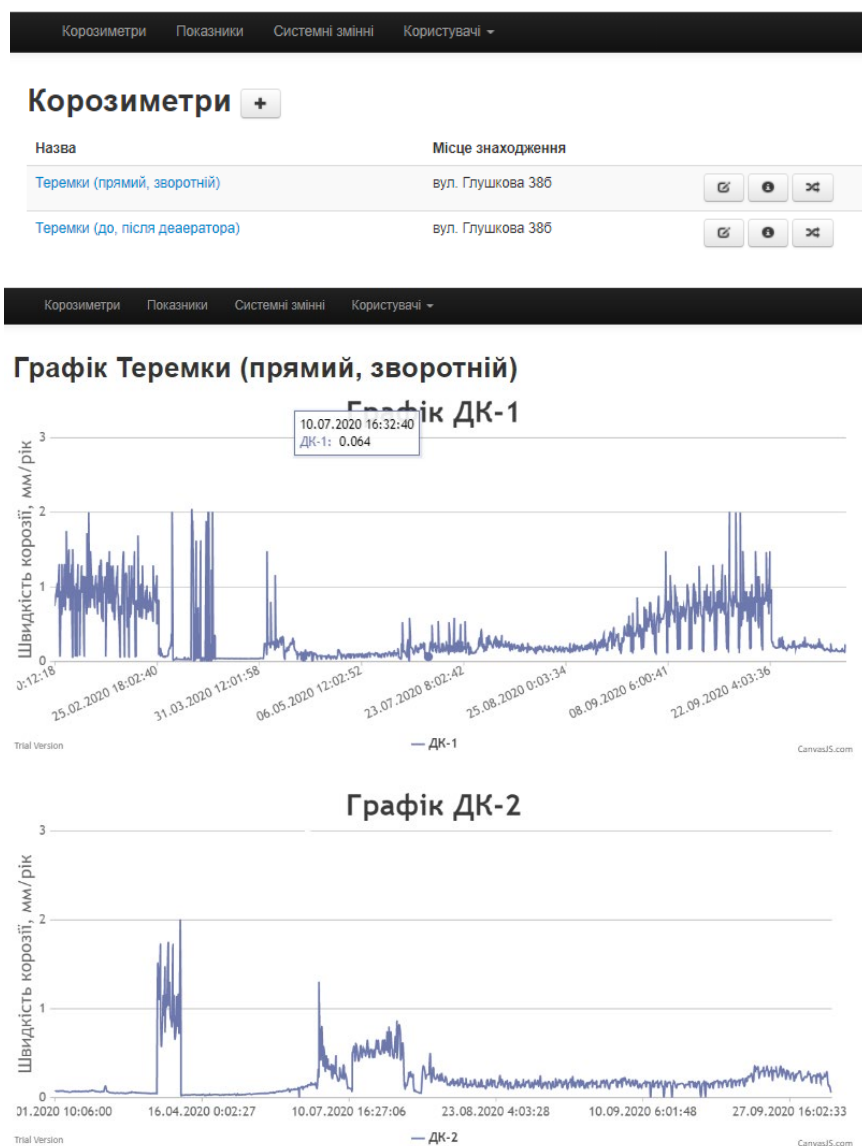 Корозиметри Показники Системні змінні Користувачі
Корозиметри
Назва Місце знаходження
Теремки (прямий, зворотній) вул. Глушкова 38б
Теремки (до, після деаератора) вул. Глушкова 38б
Корозиметри Показники Системні змінні Користувачі
Графік Теремки (прямий, зворотній)
Графік ДК-1
10.07.2020 16:32:40
ДК-1: 0.064
Швидкість корозії, мм/рік
3
2
1
0
0:12:18 25.02.2020 18:02:40 31.03.2020 12:01:58 06.05.2020 12:02:52 23.07.2020 8:02:42 25.08.2020 0:03:34 08.09.2020 6:00:41 22.09.2020 4:03:36
Trial Version ДК-1 CanvasJS.com
Графік ДК-2
Швидкість корозії, мм/рік
3
2
1
0
01.2020 10:06:00 16.04.2020 0:02:27 10.07.2020 16:27:06 23.08.2020 4:03:28 10.09.2020 6:01:48 27.09.2020 16:02:33
Trial Version ДК-2 CanvasJS.com